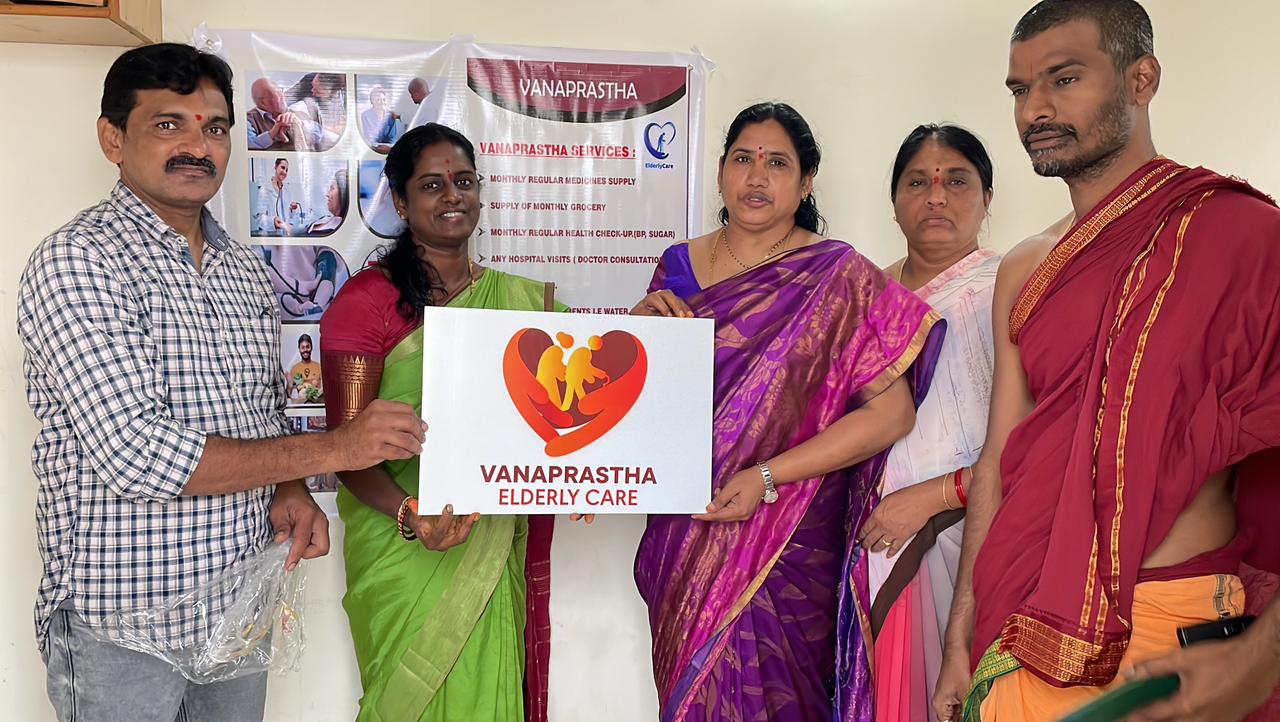 VANAPRASTHA
VANAPRASTHA SERVICES :
ElderlyCare
MONTHLY REGULAR MEDICINES SUPPLY
SUPPLY OF MONTHLY GROCERY
MONTHLY REGULAR HEALTH CHECK-UP,(BP, SUGAR)
ANY HOSPITAL VISITS ( DOCTOR CONSULTATION
I.E WATER,
VANAPRASTHA
ELDERLY CARE